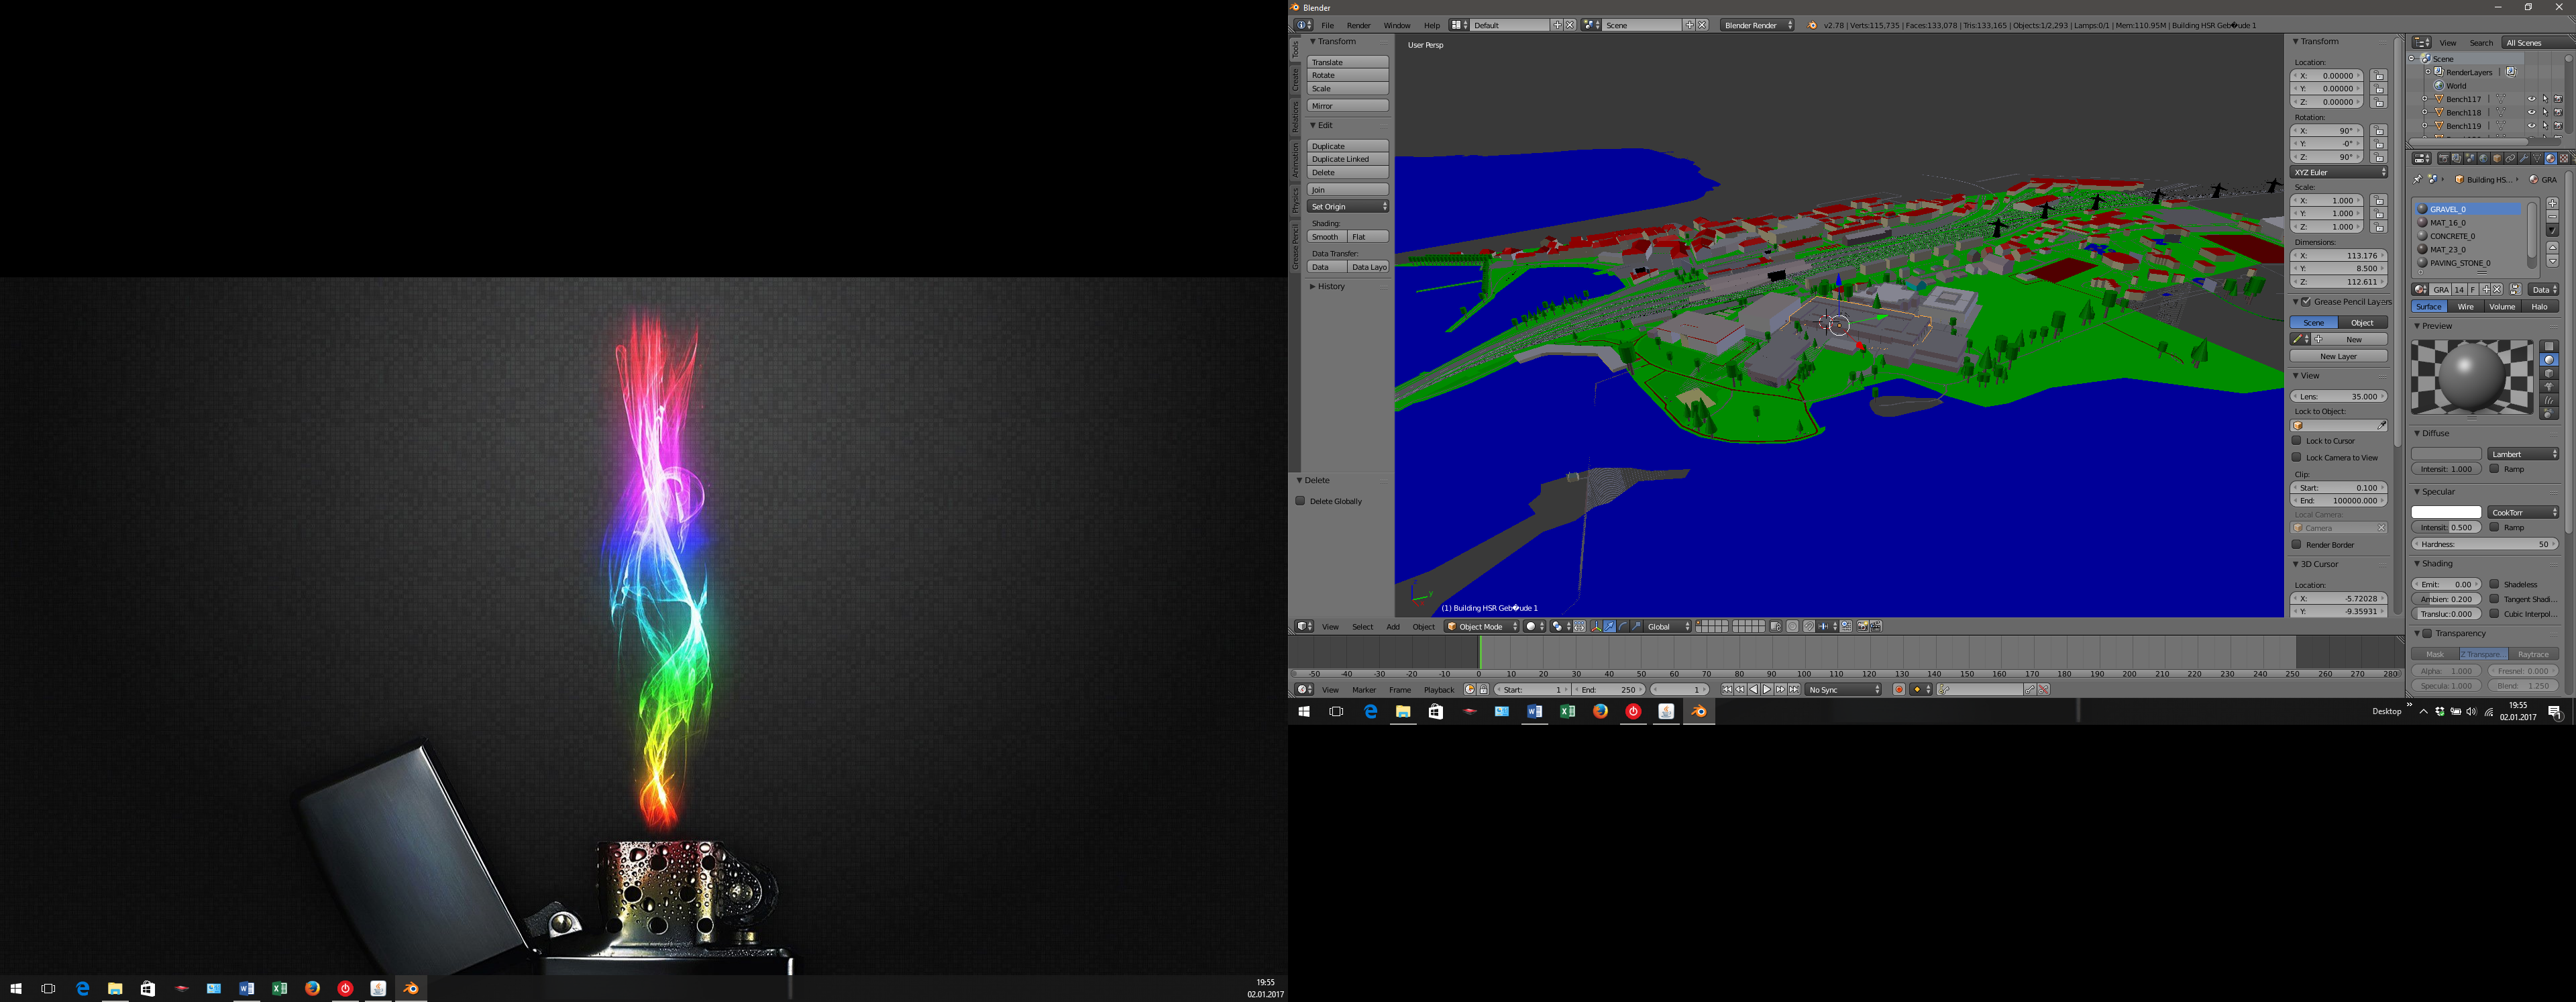 Blender
File Render Window Help Default Scene Blender Render v2.78 | Verts:115,735 | Faces:133,078 | Tris:133,165 | Objects:1/2,293 | Lamps:0/1 | Mem:110.95M | Building HSR Geb�ude 1
Tools
Create
Relations
Animation
Physics
Grease Pencil
Transform
Translate
Rotate
Scale
Mirror
Edit
Duplicate
Duplicate Linked
Delete
Join
Set Origin
Shading:
Smooth Flat
Data Transfer:
Data Data Layo
History
Delete
Delete Globally
User Persp
(1) Building HSR Geb�ude 1
Transform
Location:
X: 0.00000
Y: 0.00000
Z: 0.00000
Rotation:
X: 90°
Y: -0°
Z: 90°
XYZ Euler
Scale:
X: 1.000
Y: 1.000
Z: 1.000
Dimensions:
X: 113.176
Y: 8.500
Z: 112.611
Grease Pencil Layers
Scene Object
New
New Layer
View
Lens: 35.000
Lock to Object:
Lock to Cursor
Lock Camera to View
Clip:
Start: 0.100
End: 100000.000
Local Camera:
Camera
Render Border
3D Cursor
Location:
X: -5.72028
Y: -9.35931
View Search All Scenes
Scene
RenderLayers
World
Bench117
Bench118
Bench119
Building HS... GRA
GRAVEL_0
MAT_16_0
CONCRETE_0
MAT_23_0
PAVING_STONE_0
GRA 14 F Data
Surface Wire Volume Halo
Preview
Diffuse
Lambert
Intensit: 1.000 Ramp
Specular
CookTorr
Intensit: 0.500 Ramp
Hardness: 50
Shading
Emit: 0.00 Shadeless
Ambien: 0.200 Tangent Shadi...
Transluc:0.000 Cubic Interpol...
Transparency
Mask Z Transpare... Raytrace
Alpha: 1.000 Fresnel: 0.000
Specula: 1.000 Blend: 1.250
View Select Add Object Object Mode Global
-50 -40 -30 -20 -10 0 10 20 30 40 50 60 70 80 90 100 110 120 130 140 150 160 170 180 190 200 210 220 230 240 250 260 270 280
View Marker Frame Playback Start: 1 End: 250 1 No Sync
Desktop
19:55
02.01.2017
19:55
02.01.2017